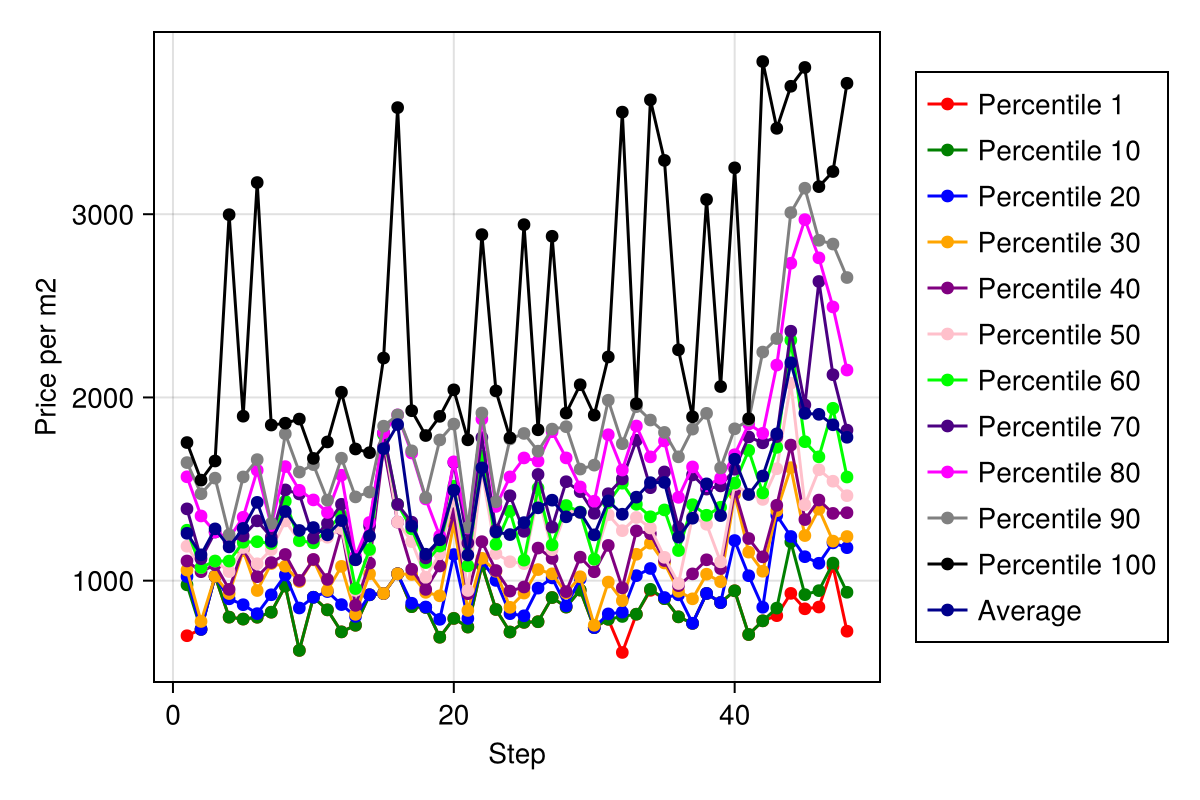 Price per m2
3000
2000
1000
0
20
40
Step
Percentile 1
Percentile 10
Percentile 20
Percentile 30
Percentile 40
Percentile 50
Percentile 60
Percentile 70
Percentile 80
Percentile 90
Percentile 100
Average